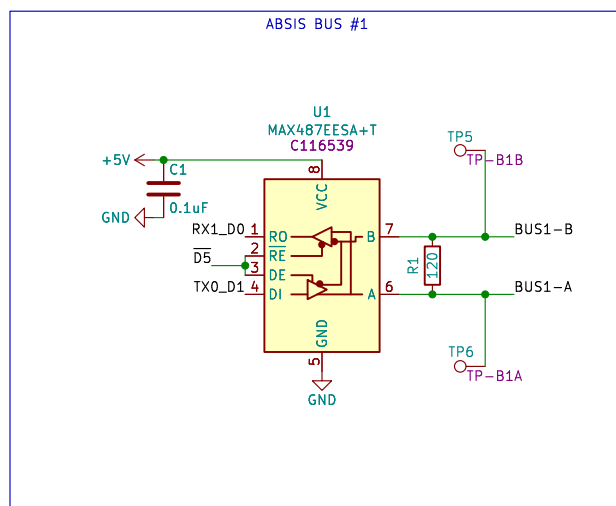 ABSIS BUS #1
U1
MAX487EESA+T
C116539
TP5
TP-B1B
+5V
C1
0.1uF
GND
8
VCC
RX1_D0
1
RO
B
7
BUS1-B
D5
2
RE
3
DE
R1
120
TX0_D1
4
DI
A
6
BUS1-A
GND
5
GND
TP6
TP-B1A